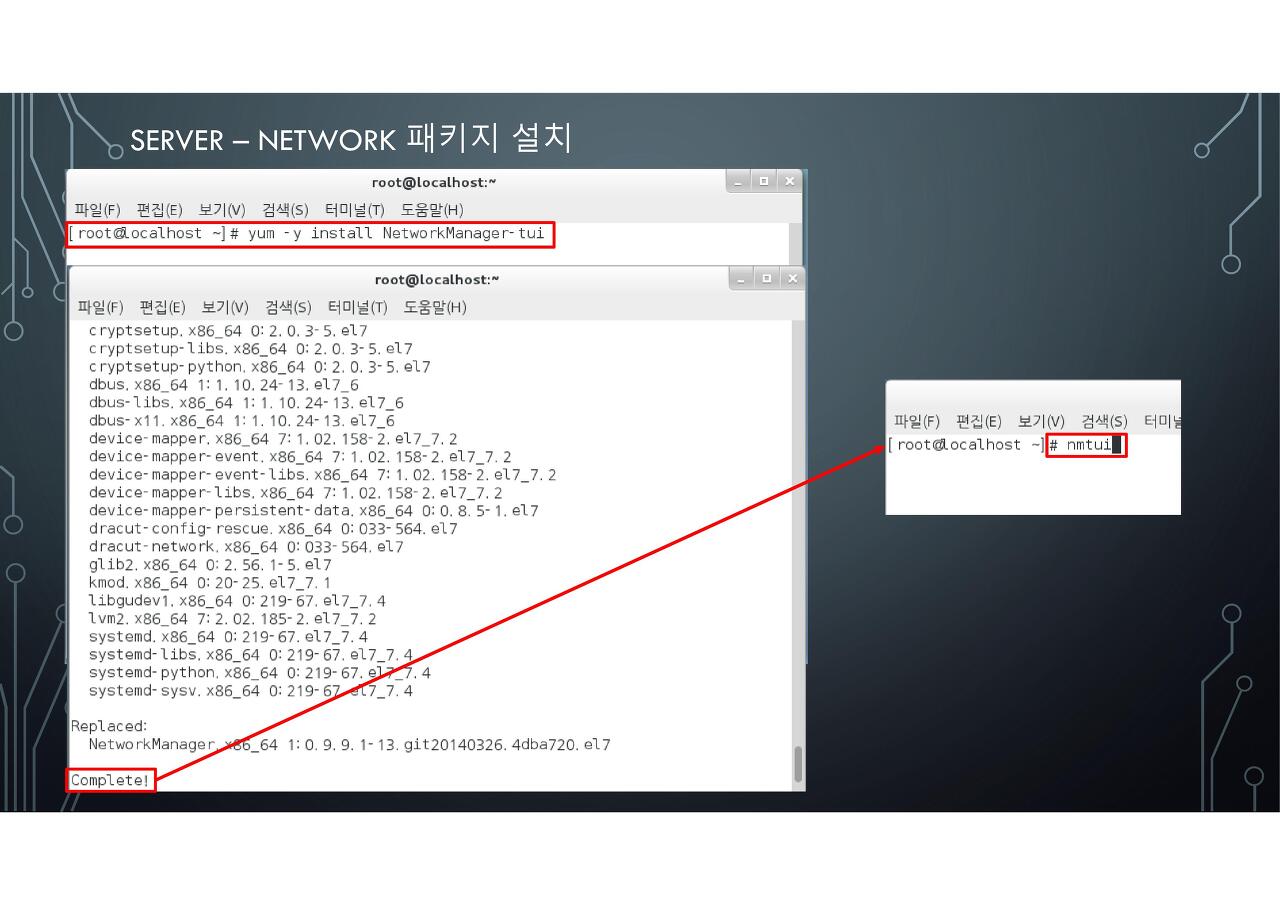 SERVER – NETWORK 패키지 설치
root@localhost:~
파일(F) 편집(E) 보기(V) 검색(S) 터미널(T) 도움말(H)
[root@localhost ~]# yum -y install NetworkManager-tui
root@localhost:~
파일(F) 편집(E) 보기(V) 검색(S) 터미널(T) 도움말(H)
cryptsetup.x86_64 0:2.0.3-5.el7
cryptsetup-libs.x86_64 0:2.0.3-5.el7
cryptsetup-python.x86_64 0:2.0.3-5.el7
dbus.x86_64 1:1.10.24-13.el7_6
dbus-libs.x86_64 1:1.10.24-13.el7_6
dbus-x11.x86_64 1:1.10.24-13.el7_6
device-mapper.x86_64 7:1.02.158-2.el7_7.2
device-mapper-event.x86_64 7:1.02.158-2.el7_7.2
device-mapper-event-libs.x86_64 7:1.02.158-2.el7_7.2
device-mapper-libs.x86_64 7:1.02.158-2.el7_7.2
device-mapper-persistent-data.x86_64 0:0.8.5-1.el7
dracut-config-rescue.x86_64 0:033-564.el7
dracut-network.x86_64 0:033-564.el7
glib2.x86_64 0:2.56.1-5.el7
kmod.x86_64 0:20-25.el7_7.1
libgudev1.x86_64 0:219-67.el7_7.4
lvm2.x86_64 7:2.02.185-2.el7_7.2
systemd.x86_64 0:219-67.el7_7.4
systemd-libs.x86_64 0:219-67.el7_7.4
systemd-python.x86_64 0:219-67.el7_7.4
systemd-sysv.x86_64 0:219-67.el7_7.4
Replaced:
NetworkManager.x86_64 1:0.9.9.1-13.git20140326.4dba720.el7
Complete!
파일(F) 편집(E) 보기(V) 검색(S) 터미널
[root@localhost ~]# nmtui